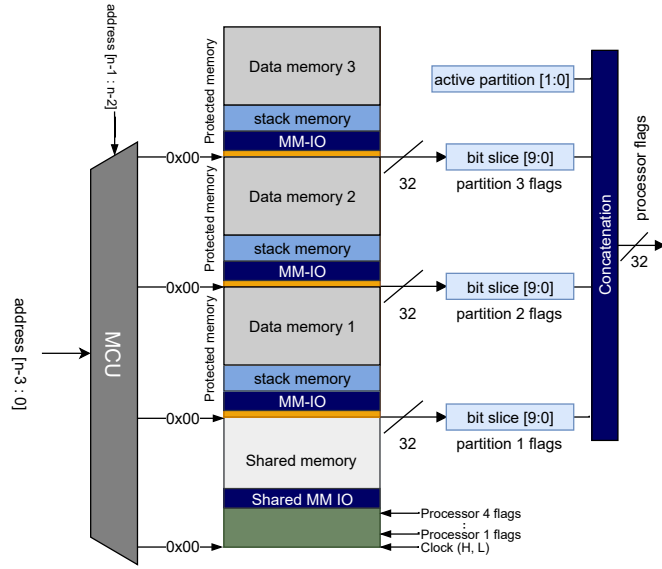 address [n-1 : n-2]
address [n-3 : 0]
MCU
0x00
0x00
0x00
0x00
Protected memory
Protected memory
Protected memory
Data memory 3
stack memory
MM-IO
Data memory 2
stack memory
MM-IO
Data memory 1
stack memory
MM-IO
Shared memory
Shared MM IO
32
32
32
active partition [1:0]
bit slice [9:0]
partition 3 flags
bit slice [9:0]
partition 2 flags
bit slice [9:0]
partition 1 flags
Processor 4 flags
⋮
Processor 1 flags
Clock (H, L)
Concatenation
processor flags
32